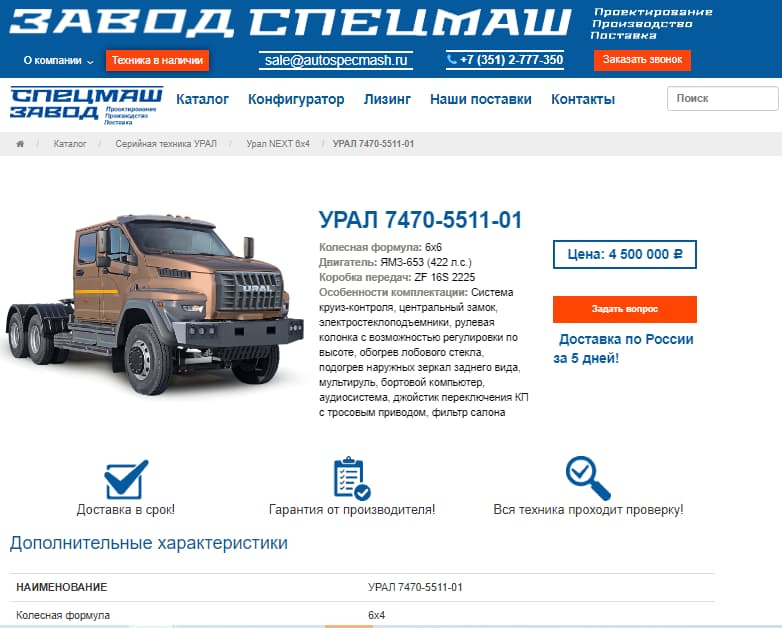 ЗАВОД СПЕЦМАШ
Проектирование
Производство
Поставка
О компании
Техника в наличии
sale@autospecmash.ru
+7 (351) 2-777-350
Заказать звонок
СПЕЦМАШ
ЗАВОД
Проектирование
Производство
Поставка
Каталог
Конфигуратор
Лизинг
Наши поставки
Контакты
Поиск
/ Каталог / Серийная техника УРАЛ / Урал NEXT 6x4 / УРАЛ 7470-5511-01
URAL
УРАЛ 7470-5511-01
Колесная формула: 6x6
Двигатель: ЯМЗ-653 (422 л.с.)
Коробка передач: ZF 16S 2225
Особенности комплектации: Система
круиз-контроля, центральный замок,
электростеклоподъемники, рулевая
колонка с возможностью регулировки по
высоте, обогрев лобового стекла,
подогрев наружных зеркал заднего вида,
мультируль, бортовой компьютер,
аудиосистема, джойстик переключения КП
с тросовым приводом, фильтр салона
Цена: 4 500 000 ₽
Задать вопрос
Доставка по России
за 5 дней!
Доставка в срок!
Гарантия от производителя!
Вся техника проходит проверку!
Дополнительные характеристики
НАИМЕНОВАНИЕ УРАЛ 7470-5511-01
Колесная формула 6x4